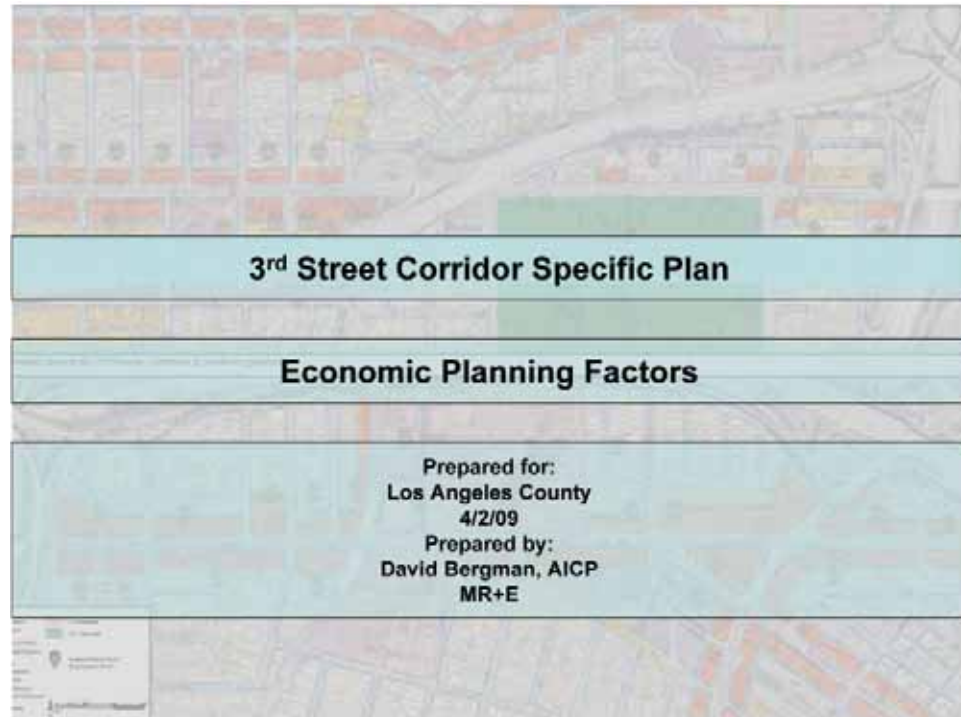 3rd Street Corridor Specific Plan
Economic Planning Factors
Prepared for:
Los Angeles County
4/2/09
Prepared by:
David Bergman, AICP
MR+E